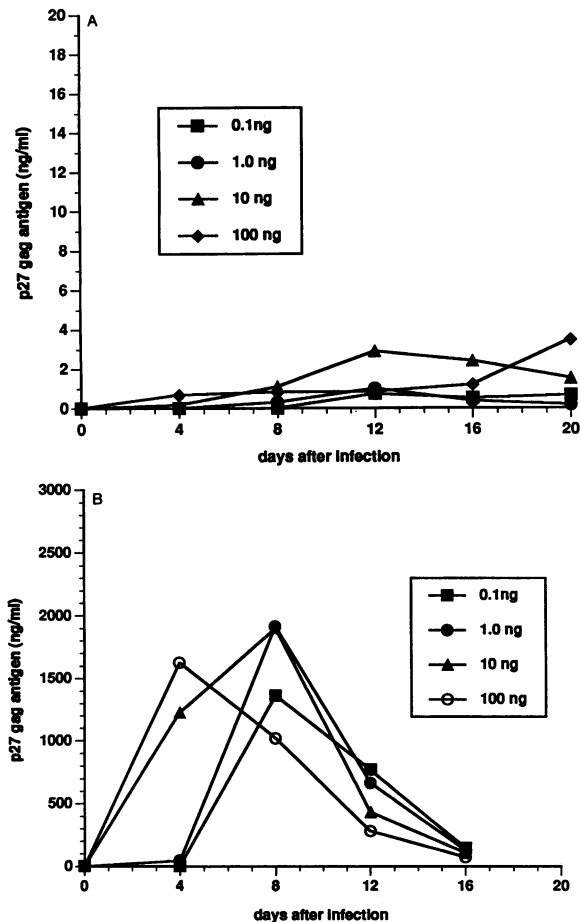 A
20
18
16
14
12
10
8
6
4
2
0
p27 gag antigen (ng/ml)
0.1ng
1.0 ng
10 ng
100 ng
0 4 8 12 16 20
days after infection
B
3000
2500
2000
1500
1000
500
0
p27 gag antigen (ng/ml)
0.1ng
1.0 ng
10 ng
100 ng
0 4 8 12 16 20
days after infection